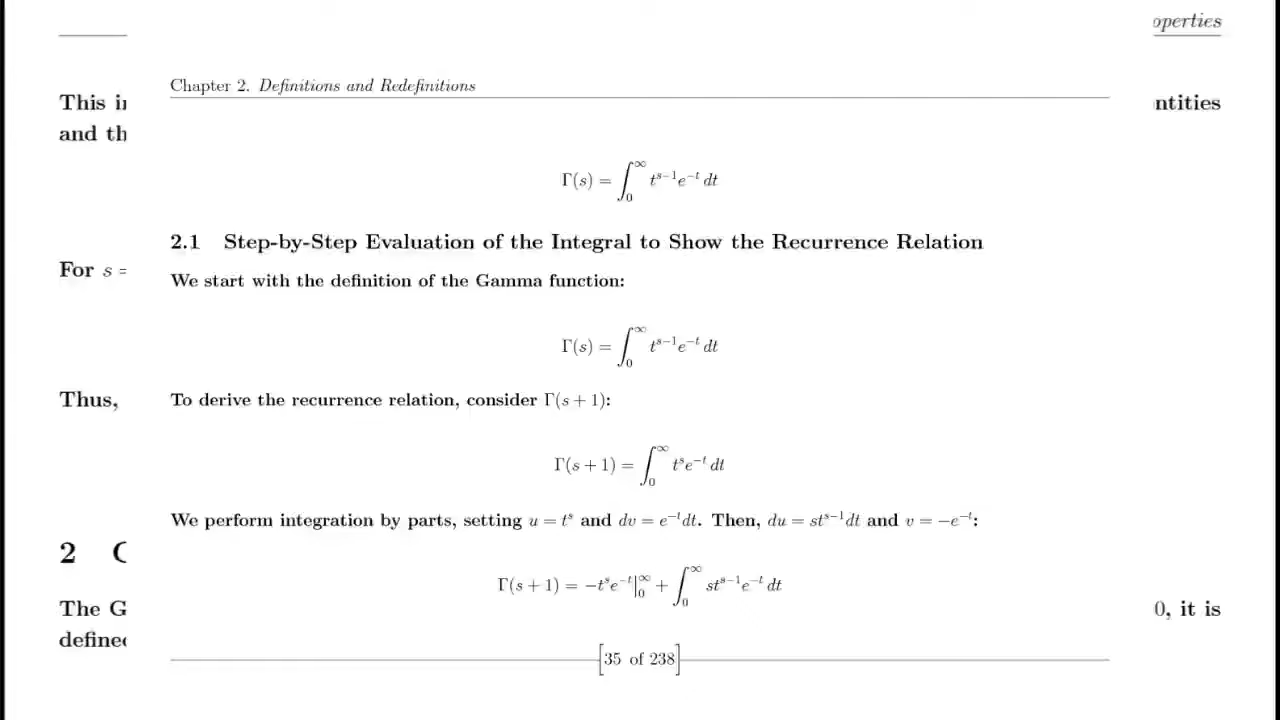 operties
This i
ntities
and th
Chapter 2. Definitions and Redefinitions
Γ(s) = ∫₀^∞ t^{s−1} e^{−t} dt
2.1 Step-by-Step Evaluation of the Integral to Show the Recurrence Relation
For s =
We start with the definition of the Gamma function:
Γ(s) = ∫₀^∞ t^{s−1} e^{−t} dt
Thus,
To derive the recurrence relation, consider Γ(s + 1):
Γ(s + 1) = ∫₀^∞ t^s e^{−t} dt
We perform integration by parts, setting u = t^s and dv = e^{−t}dt. Then, du = st^{s−1}dt and v = −e^{−t}:
2
Γ(s + 1) = −t^s e^{−t}|₀^∞ + ∫₀^∞ st^{s−1} e^{−t} dt
The G
0, it is
define
[35 of 238]